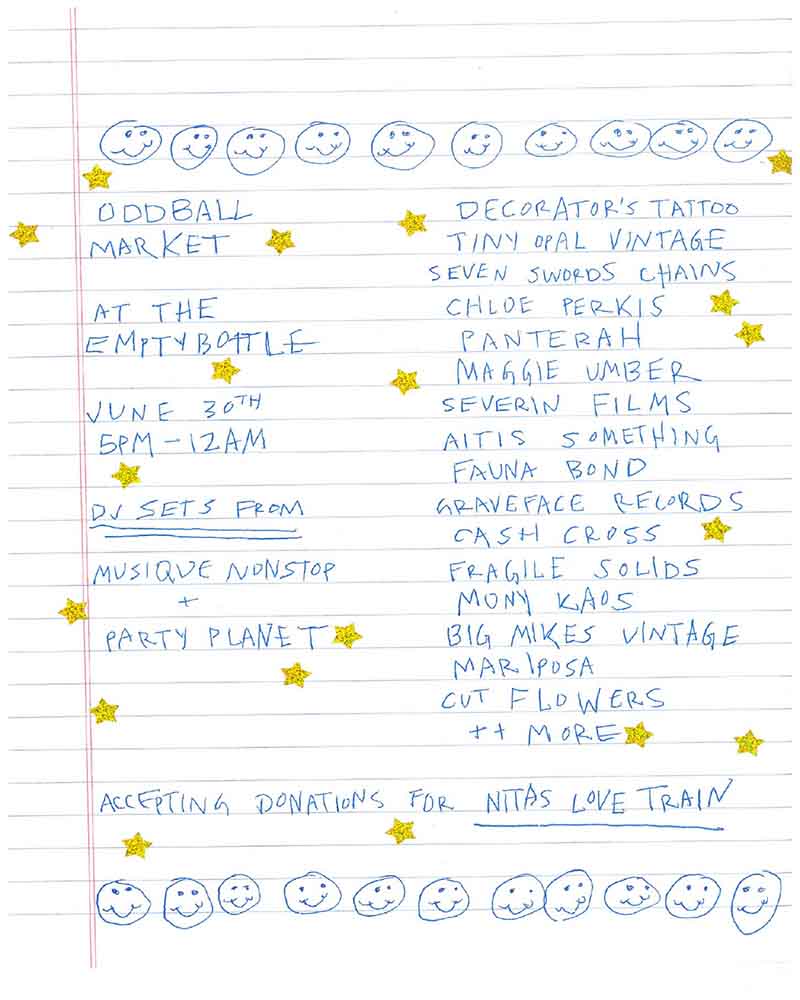 ODDBALL
MARKET
AT THE
EMPTY BOTTLE
JUNE 30TH
5PM - 12AM
DJ SETS FROM
MUSIQUE NONSTOP
+
PARTY PLANET
DECORATOR'S TATTOO
TINY OPAL VINTAGE
SEVEN SWORDS CHAINS
CHLOE PERKIS
PANTERAH
MAGGIE UMBER
SEVERIN FILMS
AITIS SOMETHING
FAUNA BOND
GRAVEFACE RECORDS
CASH CROSS
FRAGILE SOLIDS
MONY KAOS
BIG MIKES VINTAGE
MARIPOSA
CUT FLOWERS
++ MORE
ACCEPTING DONATIONS FOR NITAS LOVE TRAIN